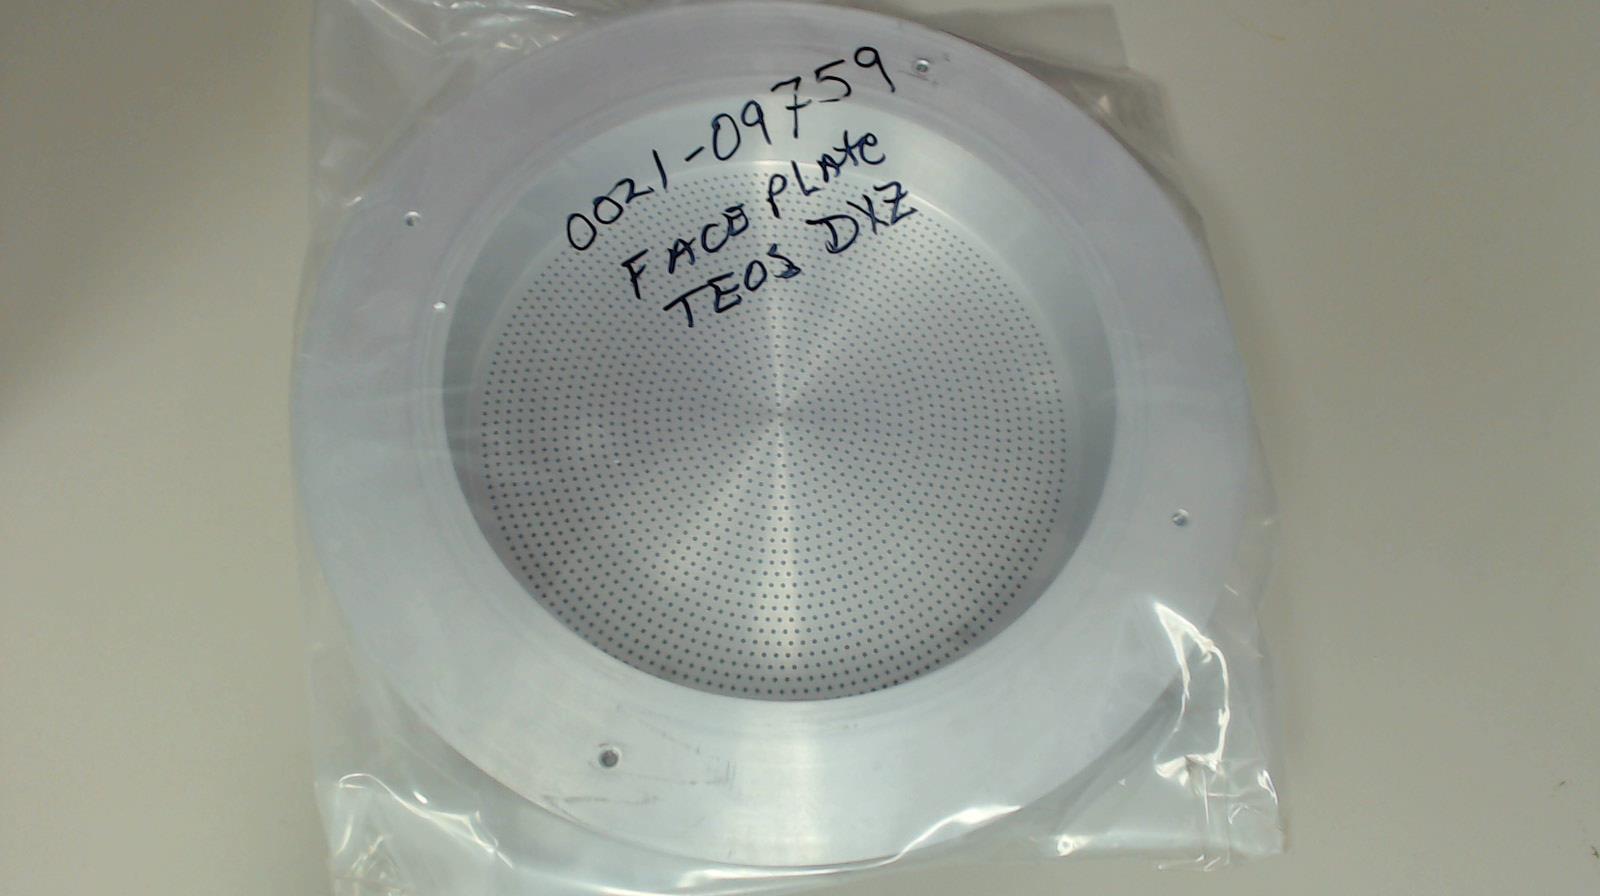 0021-09759
FACE PLATE
TEOS DXZ